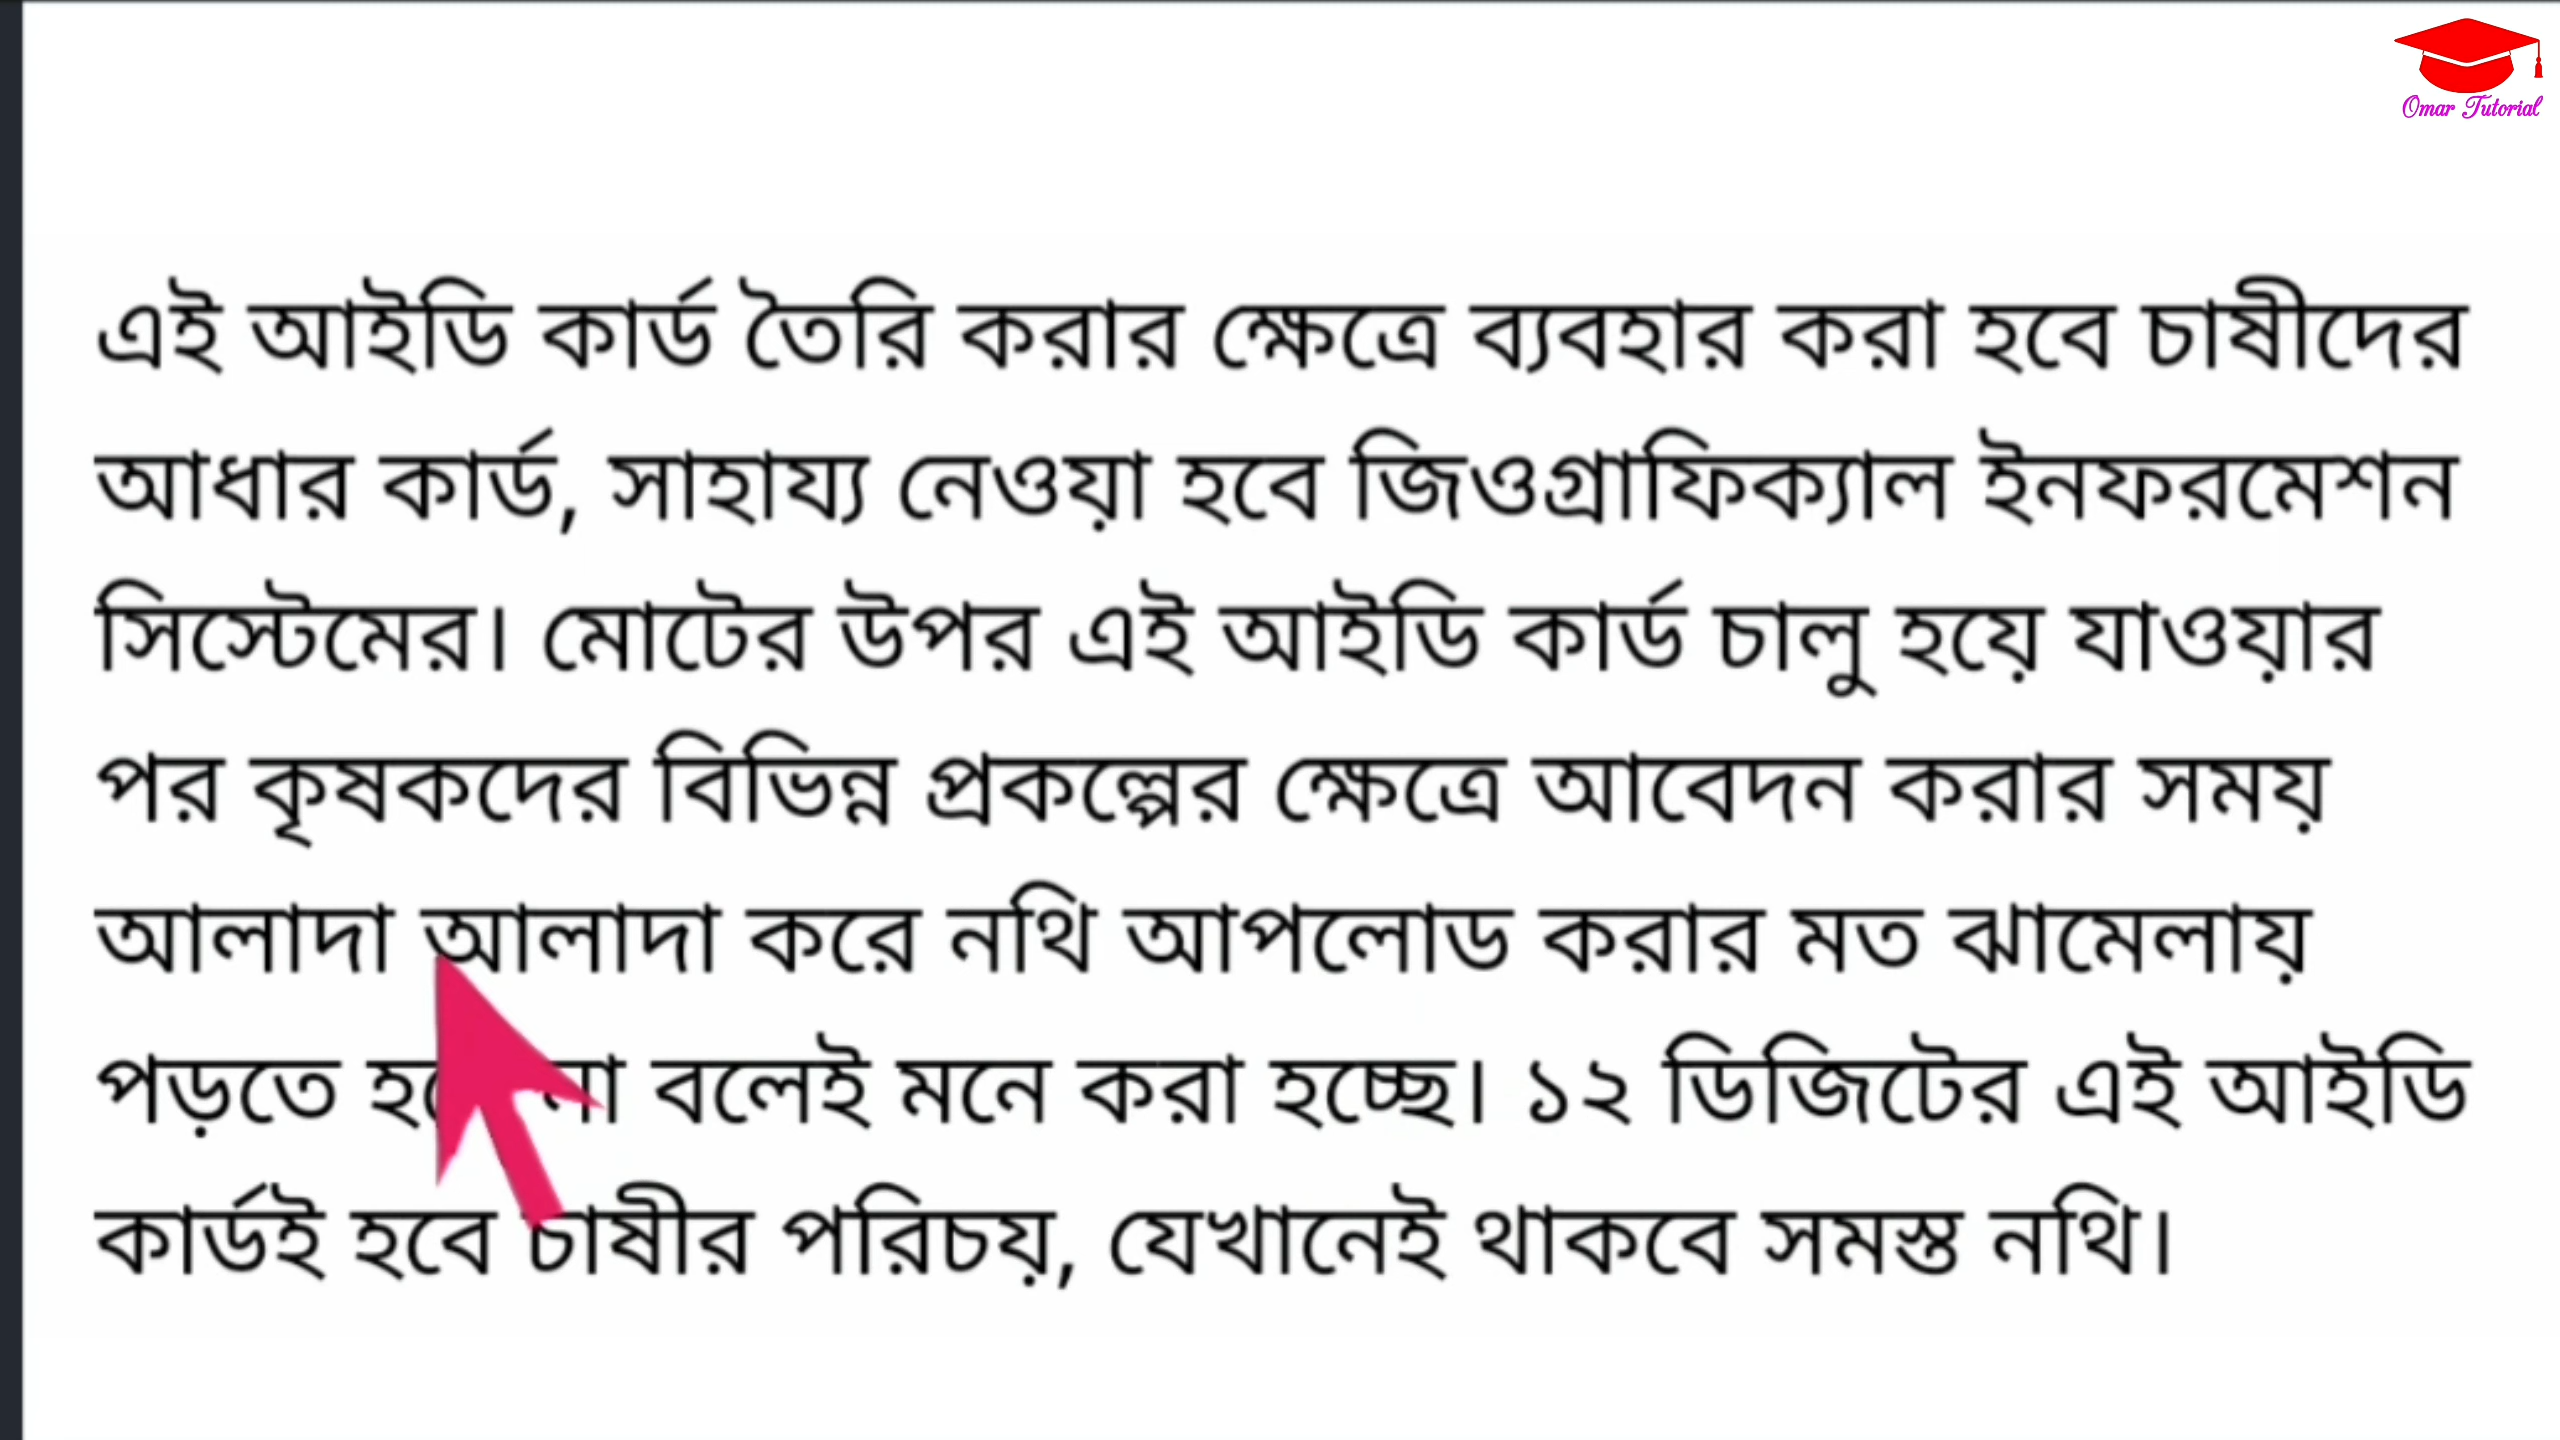 Omar Tutorial
এই আইডি কার্ড তৈরি করার ক্ষেত্রে ব্যবহার করা হবে চাষীদের
আধার কার্ড, সাহায্য নেওয়া হবে জিওগ্রাফিক্যাল ইনফরমেশন
সিস্টেমের। মোটের উপর এই আইডি কার্ড চালু হয়ে যাওয়ার
পর কৃষকদের বিভিন্ন প্রকল্পের ক্ষেত্রে আবেদন করার সময়
আলাদা আলাদা করে নথি আপলোড করার মত ঝামেলায়
পড়তে না বলেই মনে করা হচ্ছে। ১২ ডিজিটের এই আইডি
কার্ডই হবে চাষীর পরিচয়, যেখানেই থাকবে সমস্ত নথি।